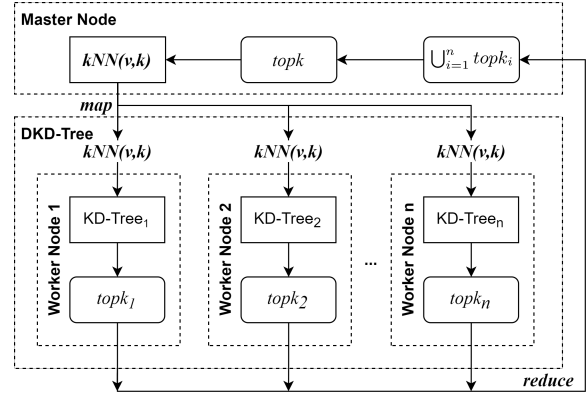 Master Node
kNN(v,k)
topk
⋃ⁿᵢ₌₁ topkᵢ
map
DKD-Tree
kNN(v,k)
kNN(v,k)
kNN(v,k)
Worker Node 1
KD-Tree₁
topk₁
Worker Node 2
KD-Tree₂
topk₂
...
Worker Node n
KD-Treeₙ
topkₙ
reduce